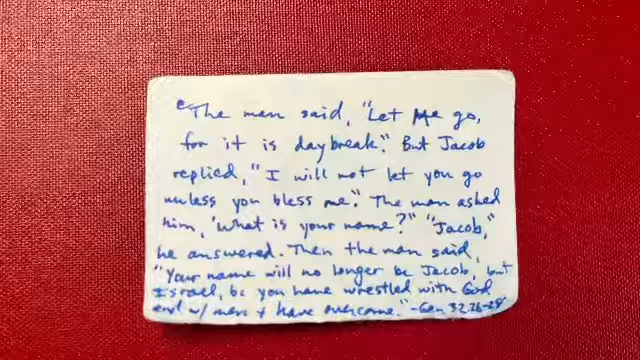 "The man said, "Let me go,
for it is daybreak." But Jacob
replied, "I will not let you go
unless you bless me." The man asked
him, "What is your name?" "Jacob,"
he answered. Then the man said,
"Your name will no longer be Jacob, but
Israel, bc you have wrestled with God
and w/ men + have overcome." -Gen 32:26-28